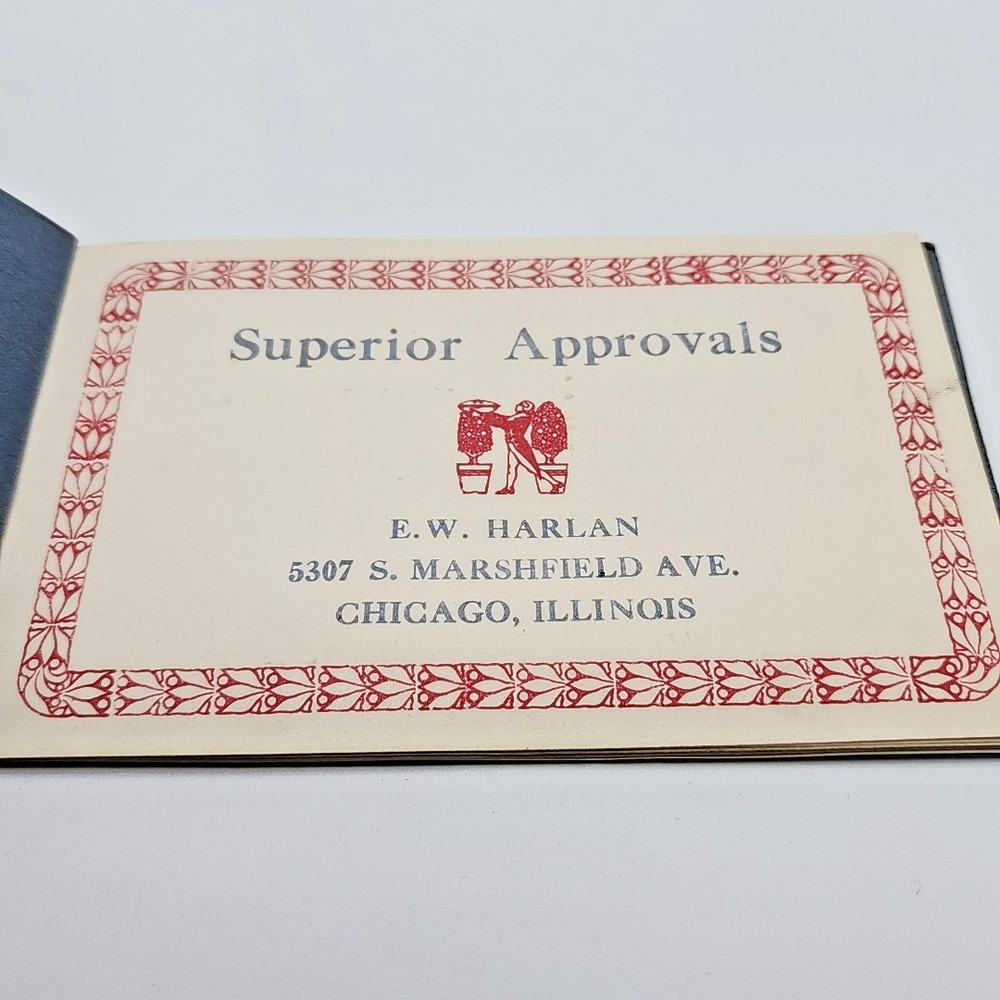 Superior Approvals
E.W. HARLAN
5307 S. MARSHFIELD AVE.
CHICAGO, ILLINOIS